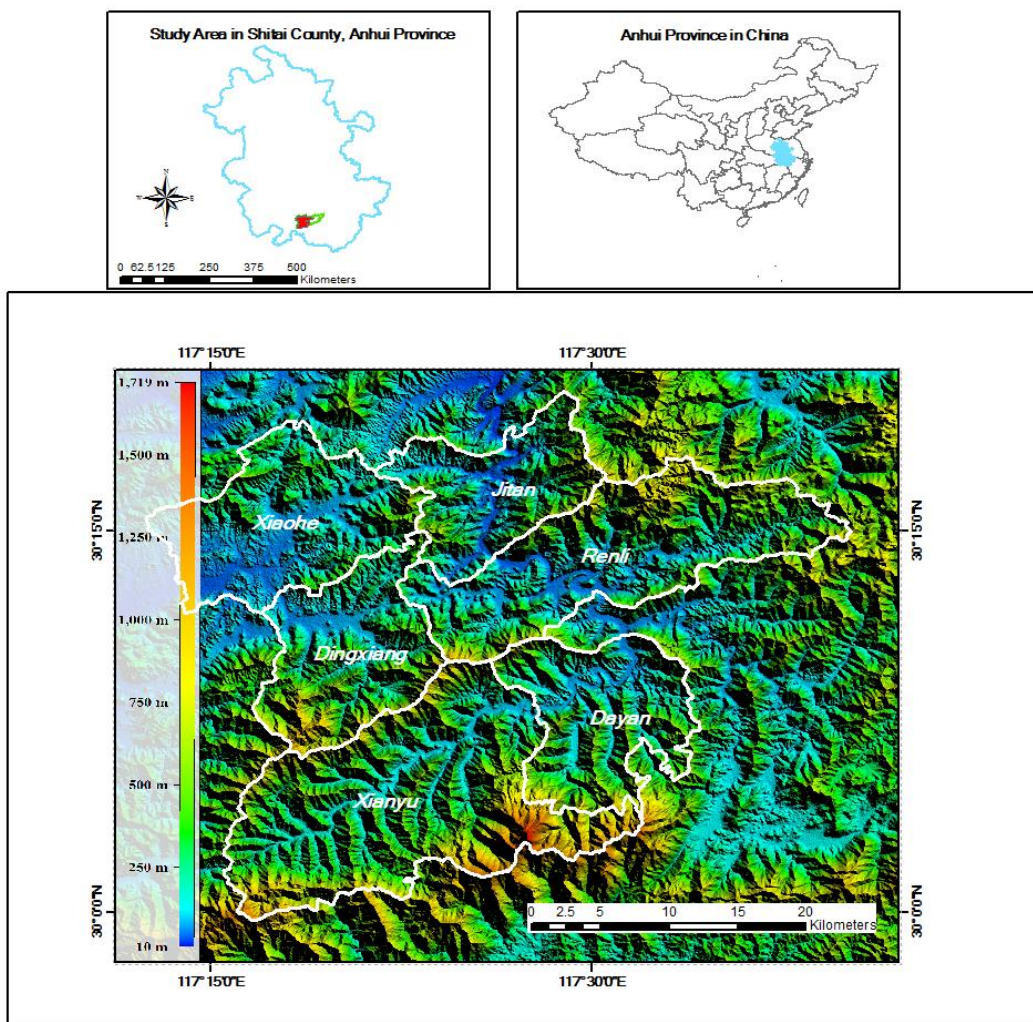 Study Area in Shitai County, Anhui Province
Anhui Province in China
N
W
E
S
0 62.5 125 250 375 500
Kilometers
117°15'0"E
117°30'0"E
1,719 m
1,500 m
1,250 m
1,000 m
750 m
500 m
250 m
10 m
30°15'0"N
30°0'0"N
30°15'0"N
30°0'0"N
Jitan
Xiaohe
Renli
Dingxiang
Dayan
Xianyu
0 2.5 5 10 15 20
Kilometers
117°15'0"E
117°30'0"E